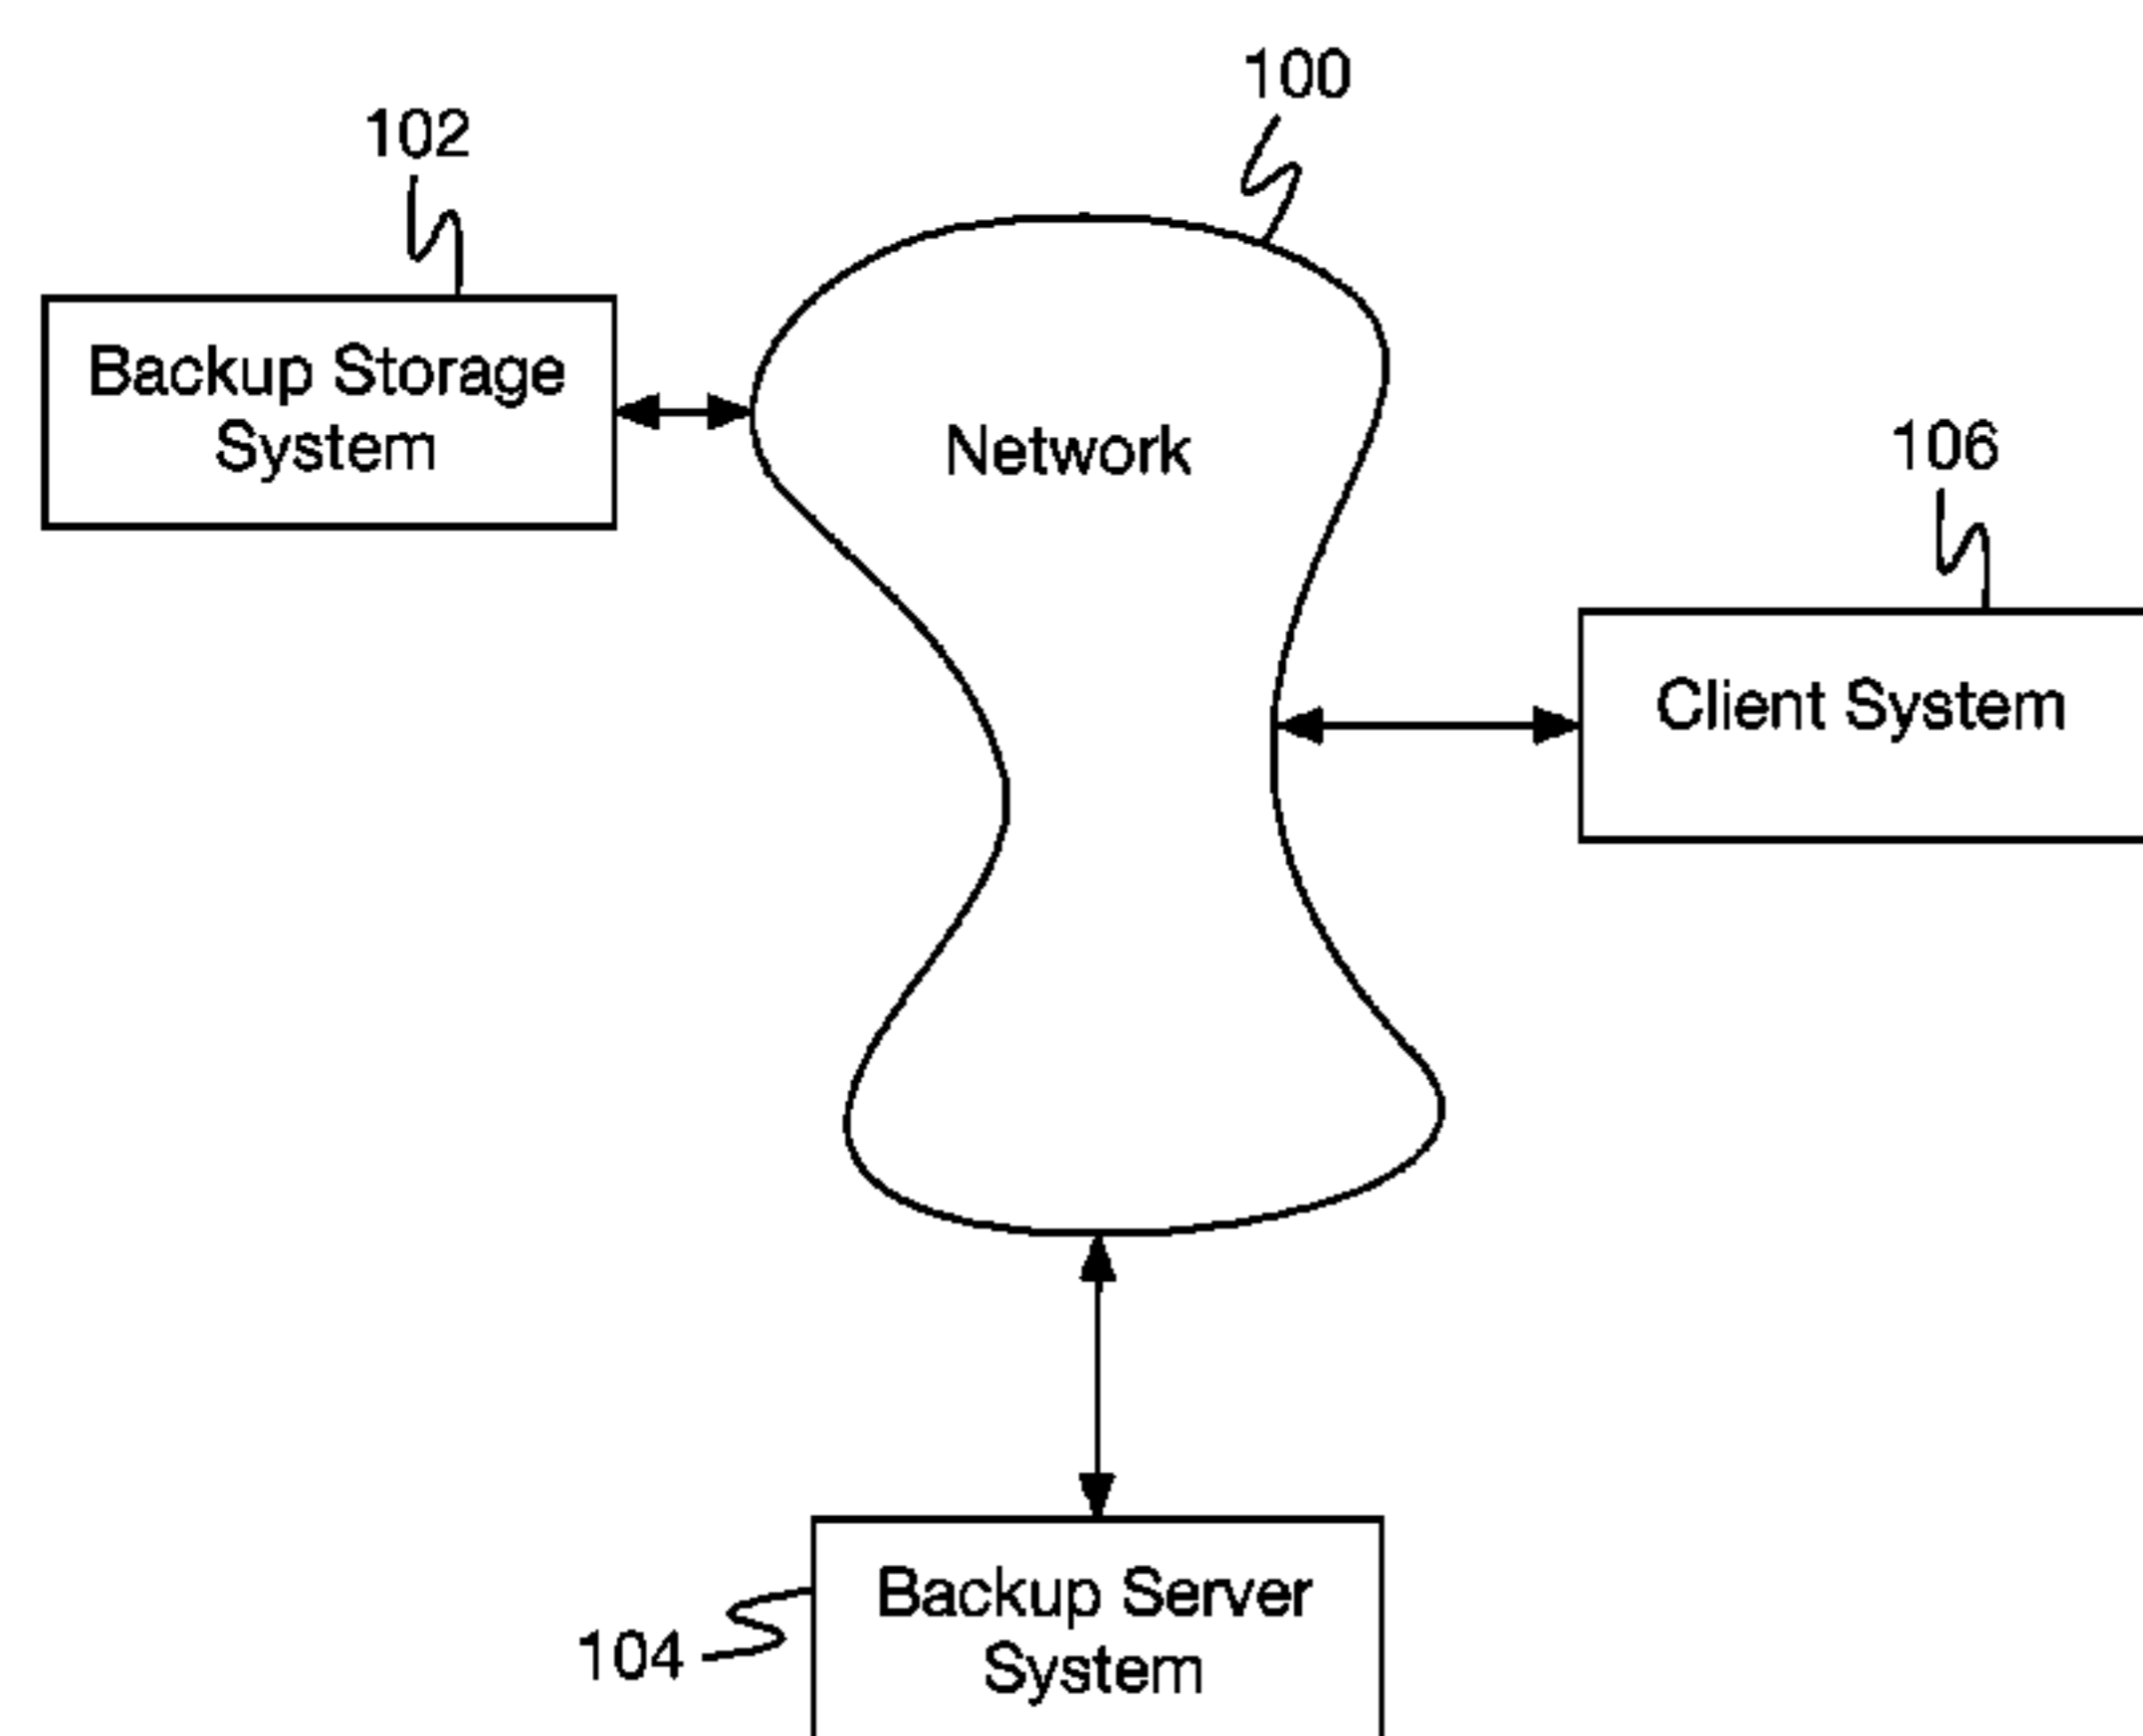 100
102
Backup Storage
System
Network
106
Client System
Backup Server
System
104